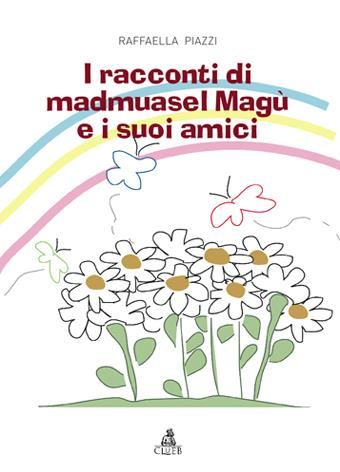 RAFFAELLA PIAZZI
I racconti di
madmuasel Magù
e i suoi amici
CLUEB